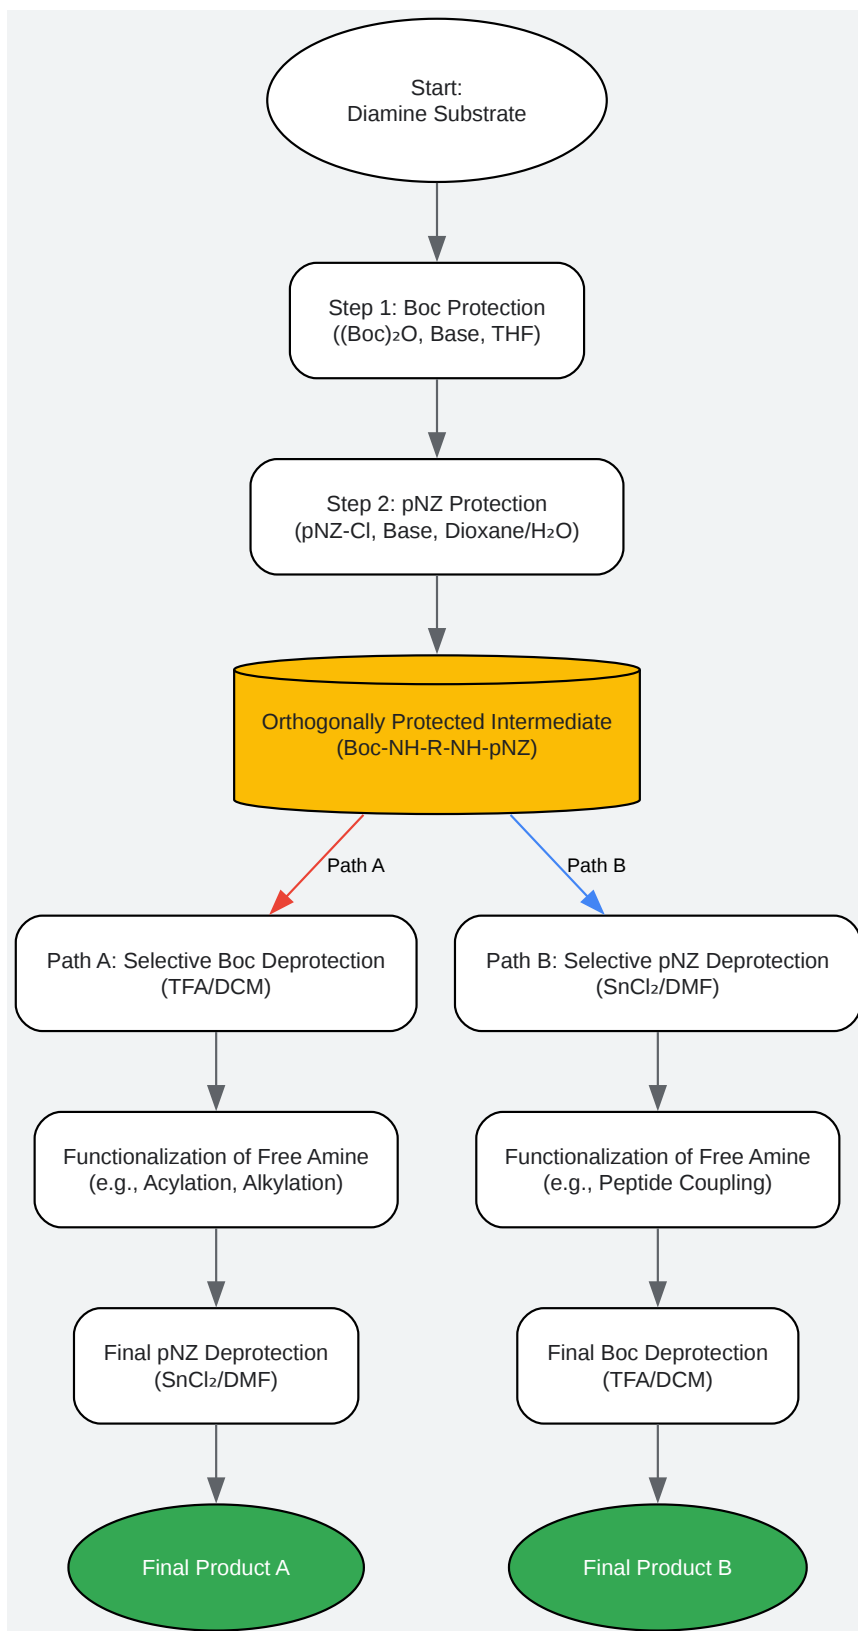 Start:
Diamine Substrate
Step 1: Boc Protection
((Boc)₂O, Base, THF)
Step 2: pNZ Protection
(pNZ-Cl, Base, Dioxane/H₂O)
Orthogonally Protected Intermediate
(Boc-NH-R-NH-pNZ)
Path A
Path B
Path A: Selective Boc Deprotection
(TFA/DCM)
Path B: Selective pNZ Deprotection
(SnCl₂/DMF)
Functionalization of Free Amine
(e.g., Acylation, Alkylation)
Functionalization of Free Amine
(e.g., Peptide Coupling)
Final pNZ Deprotection
(SnCl₂/DMF)
Final Boc Deprotection
(TFA/DCM)
Final Product A
Final Product B